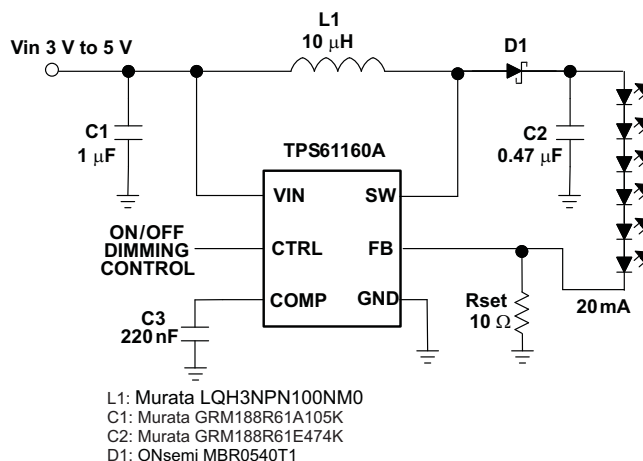 L1
10 μH
Vin 3 V to 5 V
D1
C1
1 μF
C2
0.47 μF
TPS61160A
VIN
SW
ON/OFF
DIMMING
CONTROL
CTRL
FB
COMP
GND
C3
220 nF
Rset
10 Ω
20 mA
L1: Murata LQH3NPN100NM0
C1: Murata GRM188R61A105K
C2: Murata GRM188R61E474K
D1: ONsemi MBR0540T1